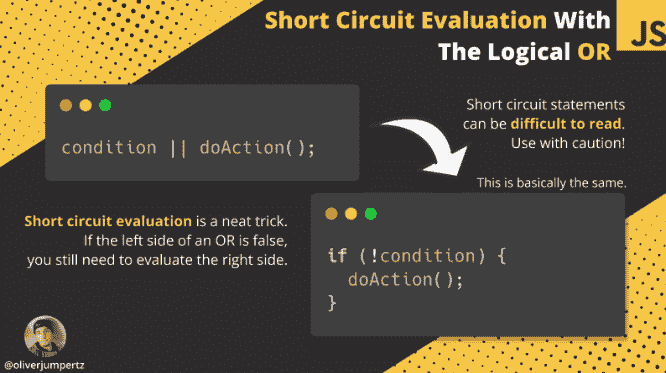 Short Circuit Evaluation With
The Logical OR
JS
condition || doAction();
Short circuit statements
can be difficult to read.
Use with caution!
This is basically the same.
Short circuit evaluation is a neat trick.
If the left side of an OR is false,
you still need to evaluate the right side.
if (!condition) {
  doAction();
}
@oliverjumpertz